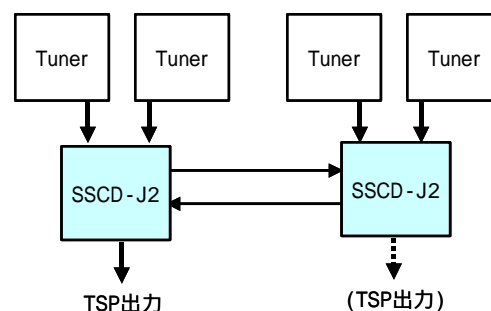 Tuner
Tuner
Tuner
Tuner
SSCD-J2
SSCD-J2
TSP出力
(TSP出力)